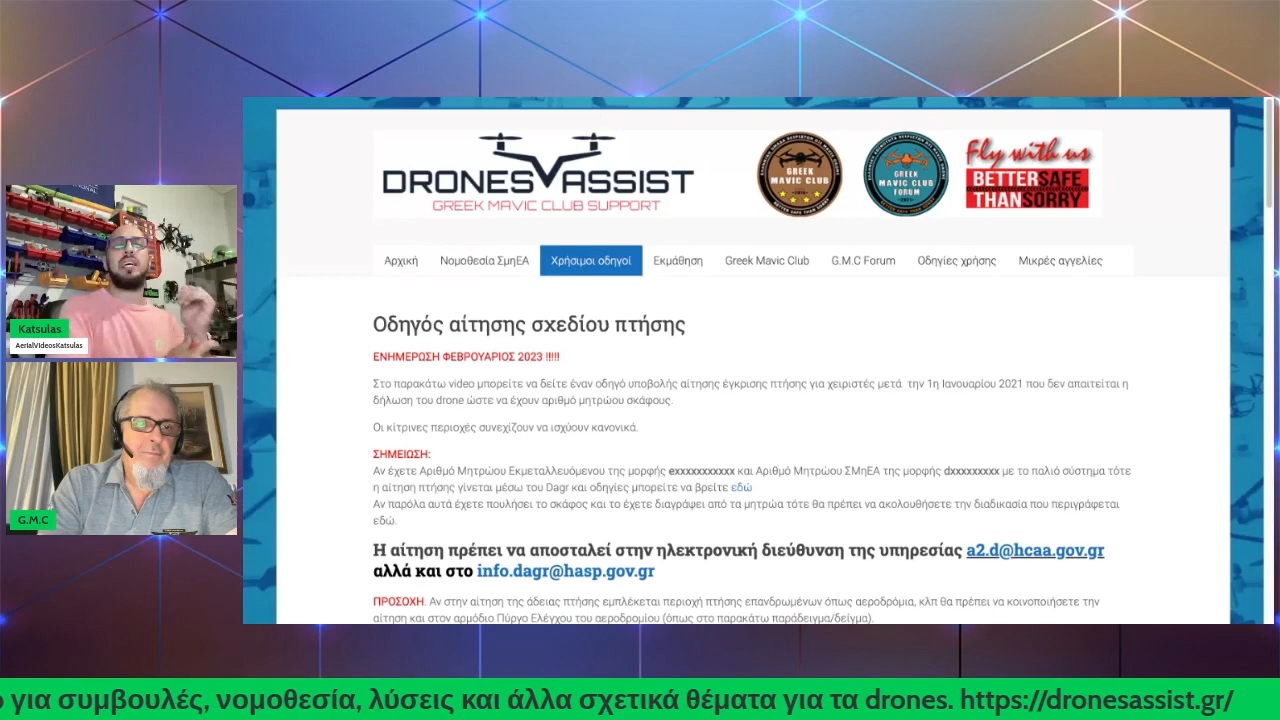 DRONES ASSIST
GREEK MAVIC CLUB SUPPORT
GREEK
MAVIC CLUB
GREEK
MAVIC CLUB
FORUM
Fly with us
BETTER SAFE
THAN SORRY
Αρχική Νομοθεσία ΣμηΕΑ Χρήσιμοι οδηγοί Εκμάθηση Greek Mavic Club G.M.C Forum Οδηγίες χρήσης Μικρές αγγελίες
Οδηγός αίτησης σχεδίου πτήσης
ΕΝΗΜΕΡΩΣΗ ΦΕΒΡΟΥΑΡΙΟΣ 2023 !!!!!
Στο παρακάτω video μπορείτε να δείτε έναν οδηγό υποβολής αίτησης έγκρισης πτήσης για χειριστές μετά την 1η Ιανουαρίου 2021 που δεν απαιτείται η
δήλωση του drone ώστε να έχουν αριθμό μητρώου σκάφους.
Οι κίτρινες περιοχές συνεχίζουν να ισχύουν κανονικά.
ΣΗΜΕΙΩΣΗ:
Αν έχετε Αριθμό Μητρώου Εκμεταλλευόμενου της μορφής exxxxxxxxxxx και Αριθμό Μητρώου ΣΜηΕΑ της μορφής dxxxxxxxxx με το παλιό σύστημα τότε
η αίτηση πτήσης γίνεται μέσω του Dagr και οδηγίες μπορείτε να βρείτε εδώ
Αν παρόλα αυτά έχετε πουλήσει το σκάφος και το έχετε διαγράψει από τα μητρώα τότε θα πρέπει να ακολουθήσετε την διαδικασία που περιγράφεται
εδώ.
Η αίτηση πρέπει να αποσταλεί στην ηλεκτρονική διεύθυνση της υπηρεσίας a2.d@hcaa.gov.gr
αλλά και στο info.dagr@hasp.gov.gr
ΠΡΟΣΟΧΗ. Αν στην αίτηση της άδειας πτήσης εμπλέκεται περιοχή πτήσης επανδρωμένων όπως αεροδρόμια, κλπ θα πρέπει να κοινοποιήσετε την
αίτηση και στον αρμόδιο Πύργο Ελέγχου του αεροδρομίου (όπως στο παρακάτω παράδειγμα/δείγμα).
Katsulas
AerialVideosKatsulas
G.M.C
για συμβουλές, νομοθεσία, λύσεις και άλλα σχετικά θέματα για τα drones. https://dronesassist.gr/